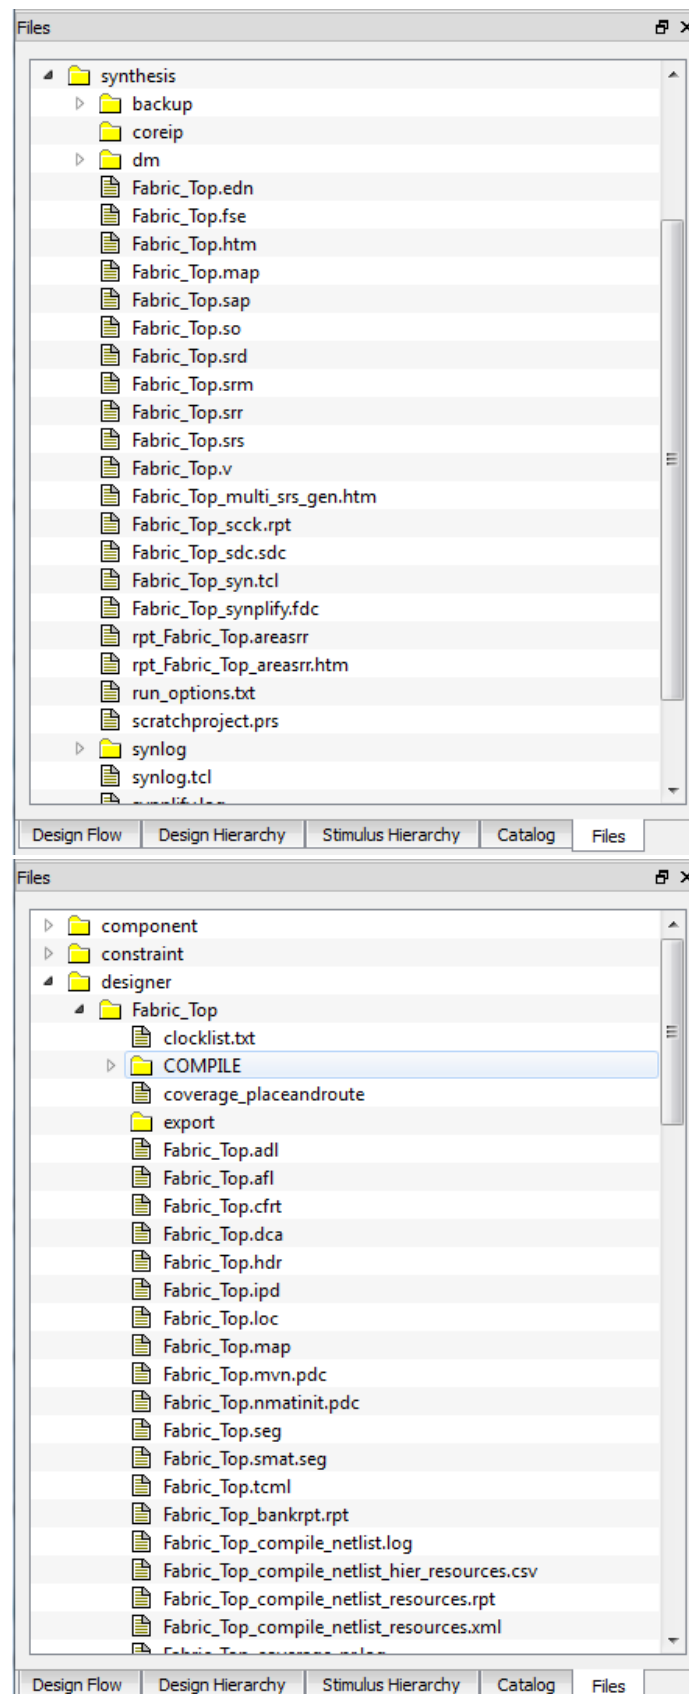 Files
synthesis
backup
coreip
dm
Fabric_Top.edn
Fabric_Top.fse
Fabric_Top.htm
Fabric_Top.map
Fabric_Top.sap
Fabric_Top.so
Fabric_Top.srd
Fabric_Top.srm
Fabric_Top.srr
Fabric_Top.srs
Fabric_Top.v
Fabric_Top_multi_srs_gen.htm
Fabric_Top_scck.rpt
Fabric_Top_sdc.sdc
Fabric_Top_syn.tcl
Fabric_Top_synplify.fdc
rpt_Fabric_Top.areasrr
rpt_Fabric_Top_areasrr.htm
run_options.txt
scratchproject.prs
synlog
synlog.tcl
Design Flow Design Hierarchy Stimulus Hierarchy Catalog Files
Files
component
constraint
designer
Fabric_Top
clocklist.txt
COMPILE
coverage_placeandroute
export
Fabric_Top.adl
Fabric_Top.afl
Fabric_Top.cfrt
Fabric_Top.dca
Fabric_Top.hdr
Fabric_Top.ipd
Fabric_Top.loc
Fabric_Top.map
Fabric_Top.mvn.pdc
Fabric_Top.nmatinit.pdc
Fabric_Top.seg
Fabric_Top.smat.seg
Fabric_Top.tcml
Fabric_Top_bankrpt.rpt
Fabric_Top_compile_netlist.log
Fabric_Top_compile_netlist_hier_resources.csv
Fabric_Top_compile_netlist_resources.rpt
Fabric_Top_compile_netlist_resources.xml
Design Flow Design Hierarchy Stimulus Hierarchy Catalog Files